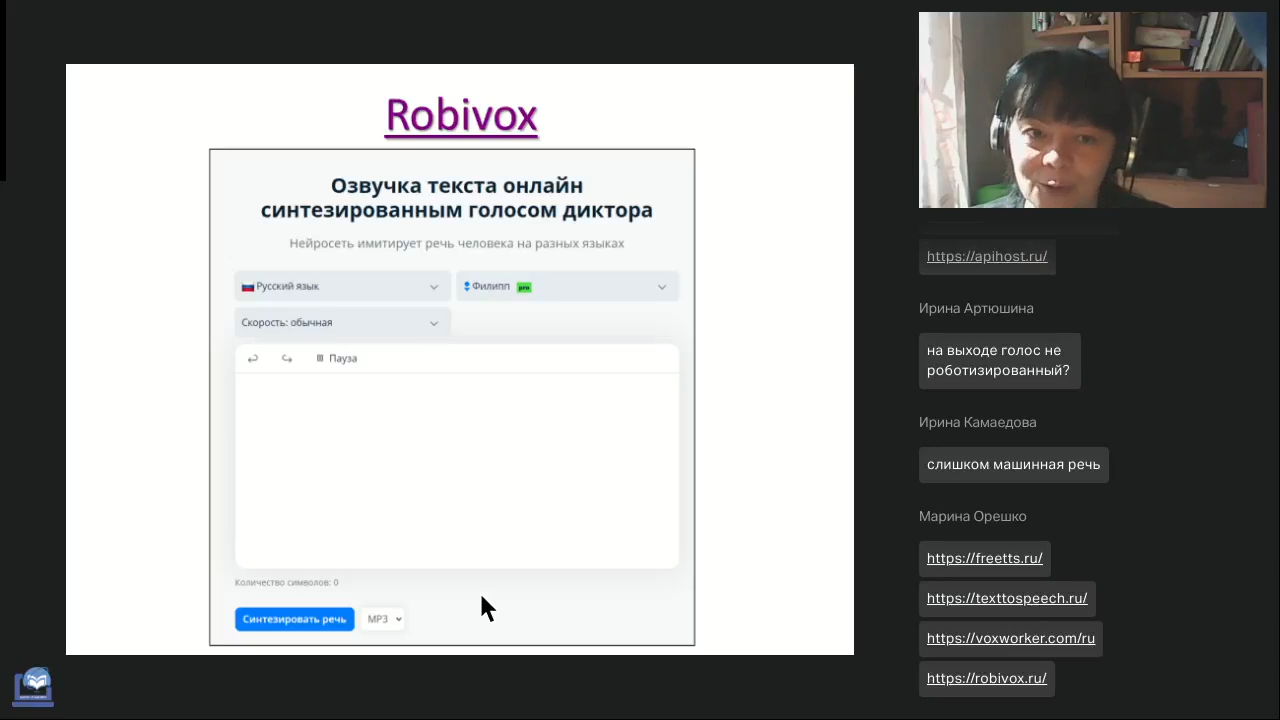 Robivox
Озвучка текста онлайн
синтезированным голосом диктора
Нейросеть имитирует речь человека на разных языках
Русский язык
Филипп pro
Скорость: обычная
Пауза
Количество символов: 0
Синтезировать речь
MP3
https://apihost.ru/
Ирина Артюшина
на выходе голос не
роботизированный?
Ирина Камаедова
слишком машинная речь
Марина Орешко
https://freetts.ru/
https://texttospeech.ru/
https://voxworker.com/ru
https://robivox.ru/